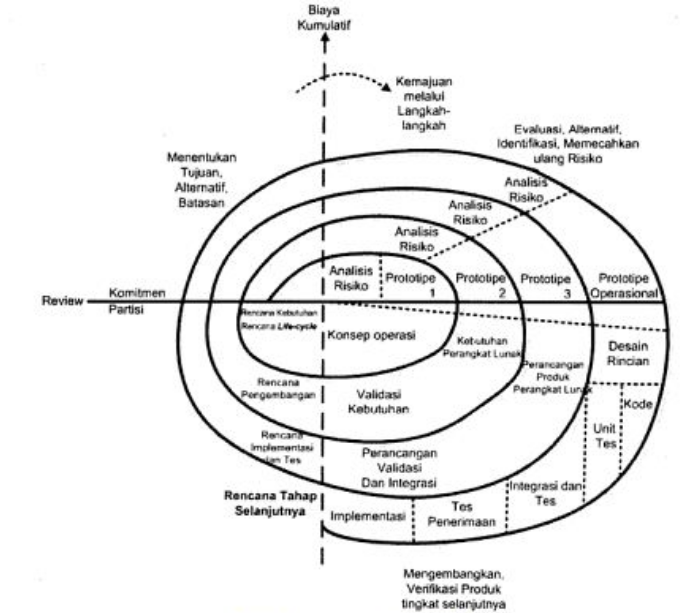 Biaya
Kumulatif
Kemajuan
melalui
Langkah-
langkah
Evaluasi, Alternatif,
Identifikasi, Memecahkan
ulang Risiko
Menentukan
Tujuan,
Alternatif,
Batasan
Analisis
Risiko
Analisis
Risiko
Analisis
Risiko
Analisis
Risiko
Prototipe
1
Prototipe
2
Prototipe
3
Prototipe
Operasional
Review
Komitmen
Partisi
Rencana Kebutuhan
Rencana Life-cycle
Konsep operasi
Kebutuhan
Perangkat Lunak
Perancangan
Produk
Perangkat Lunak
Desain
Rincian
Rencana
Pengembangan
Validasi
Kebutuhan
Kode
Unit
Tes
Rencana
Implementasi
dan Tes
Perancangan
Validasi
Dan Integrasi
Integrasi dan
Tes
Rencana Tahap
Selanjutnya
Implementasi
Tes
Penerimaan
Mengembangkan,
Verifikasi Produk
tingkat selanjutnya